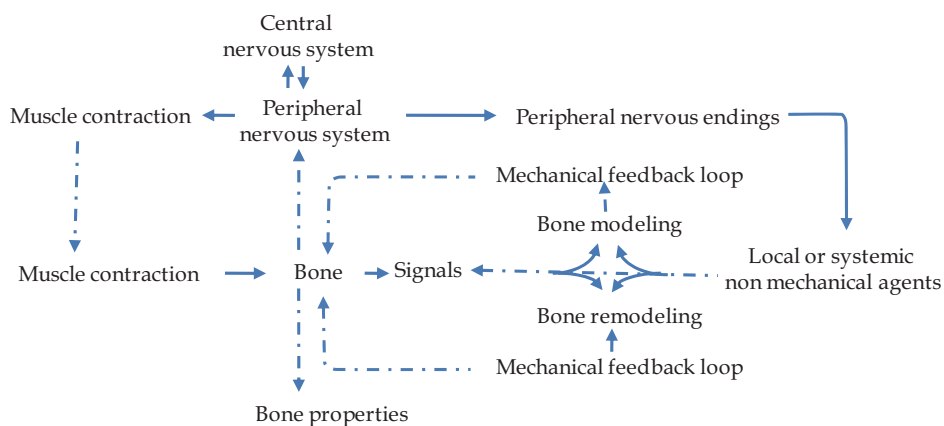 Central
nervous system
Muscle contraction
Peripheral
nervous system
Peripheral nervous endings
Mechanical feedback loop
Bone modeling
Muscle contraction
Bone
Signals
Local or systemic
non mechanical agents
Bone remodeling
Mechanical feedback loop
Bone properties